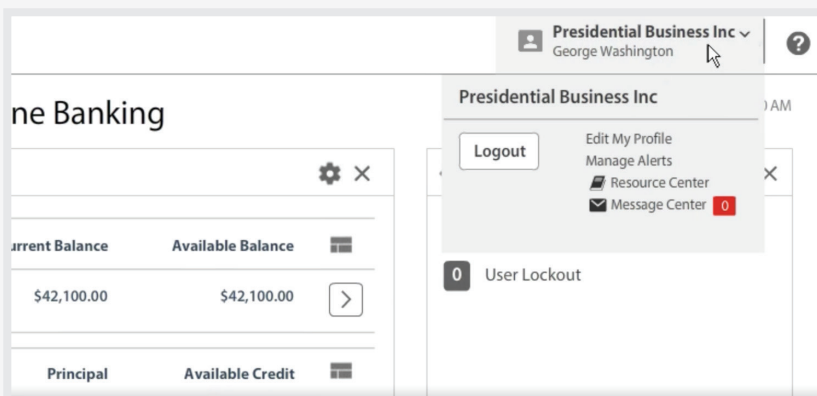 Presidential Business Inc
George Washington
Presidential Business Inc
AM
ne Banking
Logout
Edit My Profile
Manage Alerts
Resource Center
Message Center 0
urrent Balance Available Balance
0 User Lockout
$42,100.00 $42,100.00
Principal Available Credit